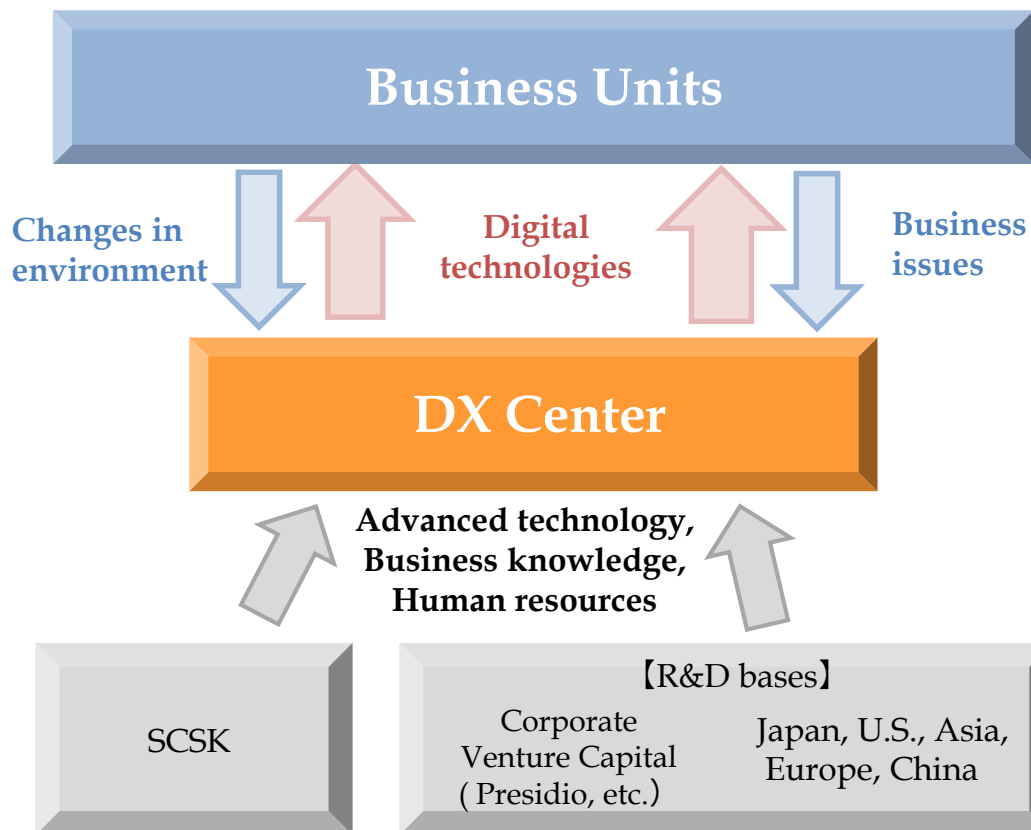 Business Units
Changes in
environment
Digital
technologies
Business
issues
DX Center
Advanced technology,
Business knowledge,
Human resources
SCSK
【R&D bases】
Corporate
Venture Capital
( Presidio, etc.）
Japan, U.S., Asia,
Europe, China